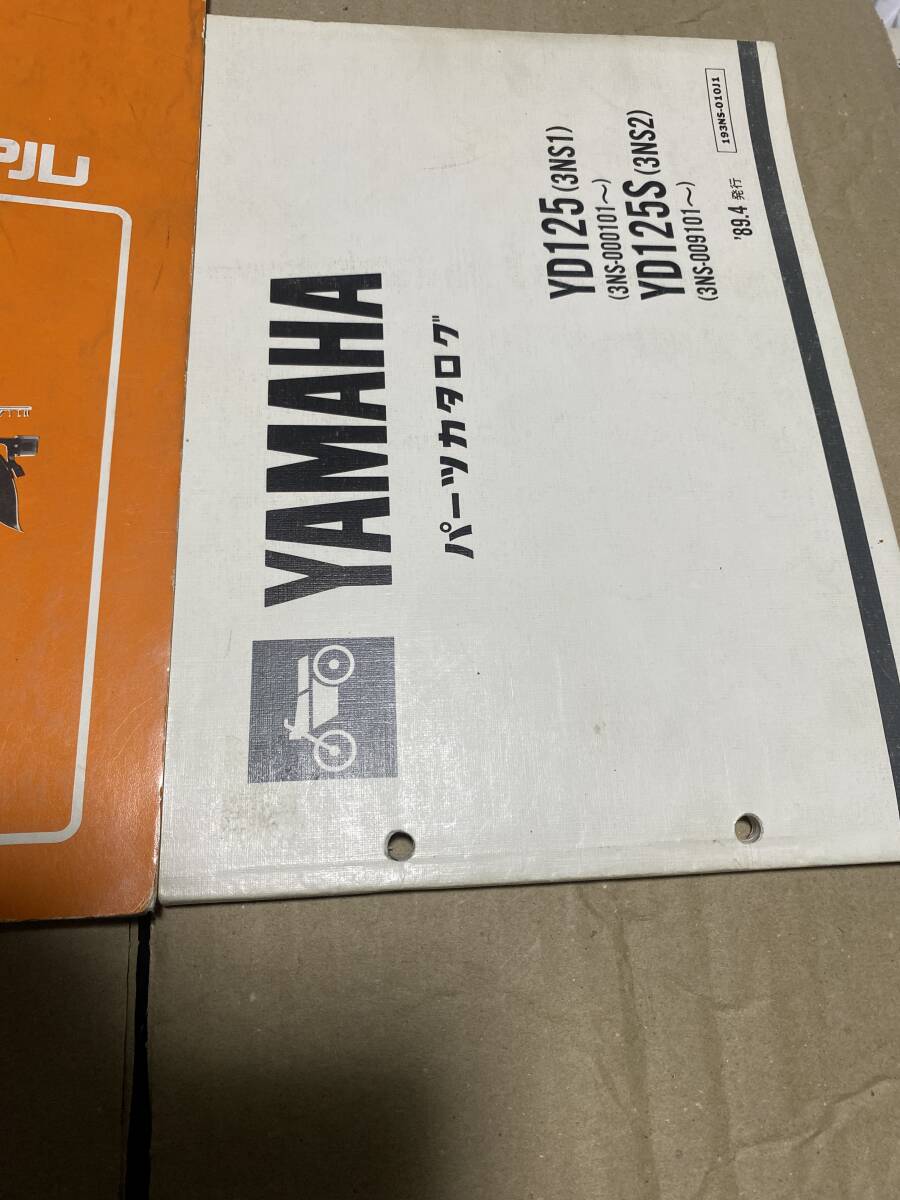 YAMAHA
パーツカタログ
YD125(3NS1)
(3NS-000101～)
YD125S(3NS2)
(3NS-009101～)
'89.4 発行
193NS-010J1